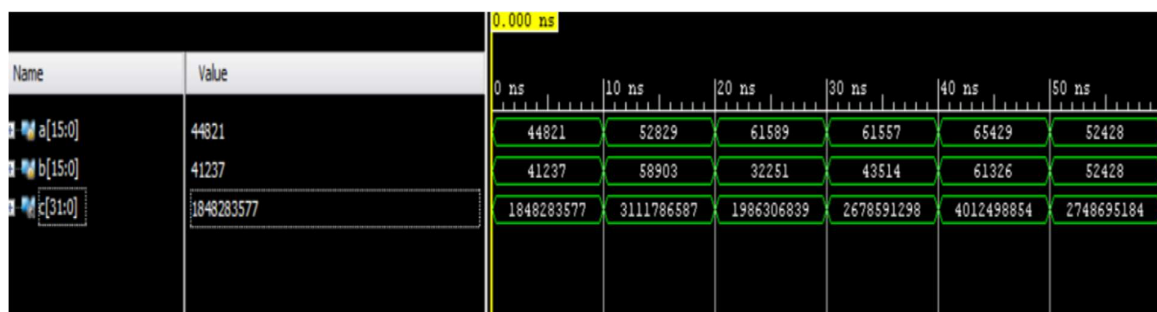 0.000 ns
Name Value
0 ns 10 ns 20 ns 30 ns 40 ns 50 ns
a[15:0] 44821 44821 52829 61589 61557 65429 52428
b[15:0] 41237 41237 58903 32251 43514 61326 52428
c[31:0] 1848283577 1848283577 3111786587 1986306839 2678591298 4012498854 2748695184